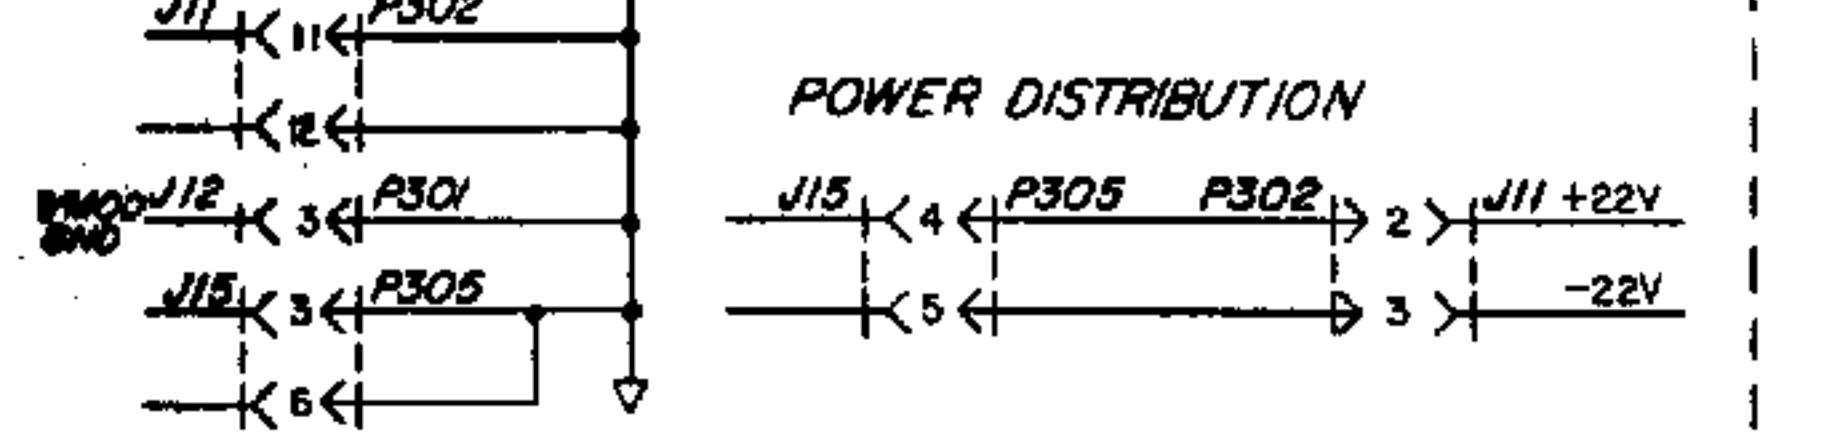 J11 11 P302
12
J12 3 P301
GND
J15 3 P305
6
POWER DISTRIBUTION
J15 4 P305 P302 2 J11 +22V
5 3 -22V